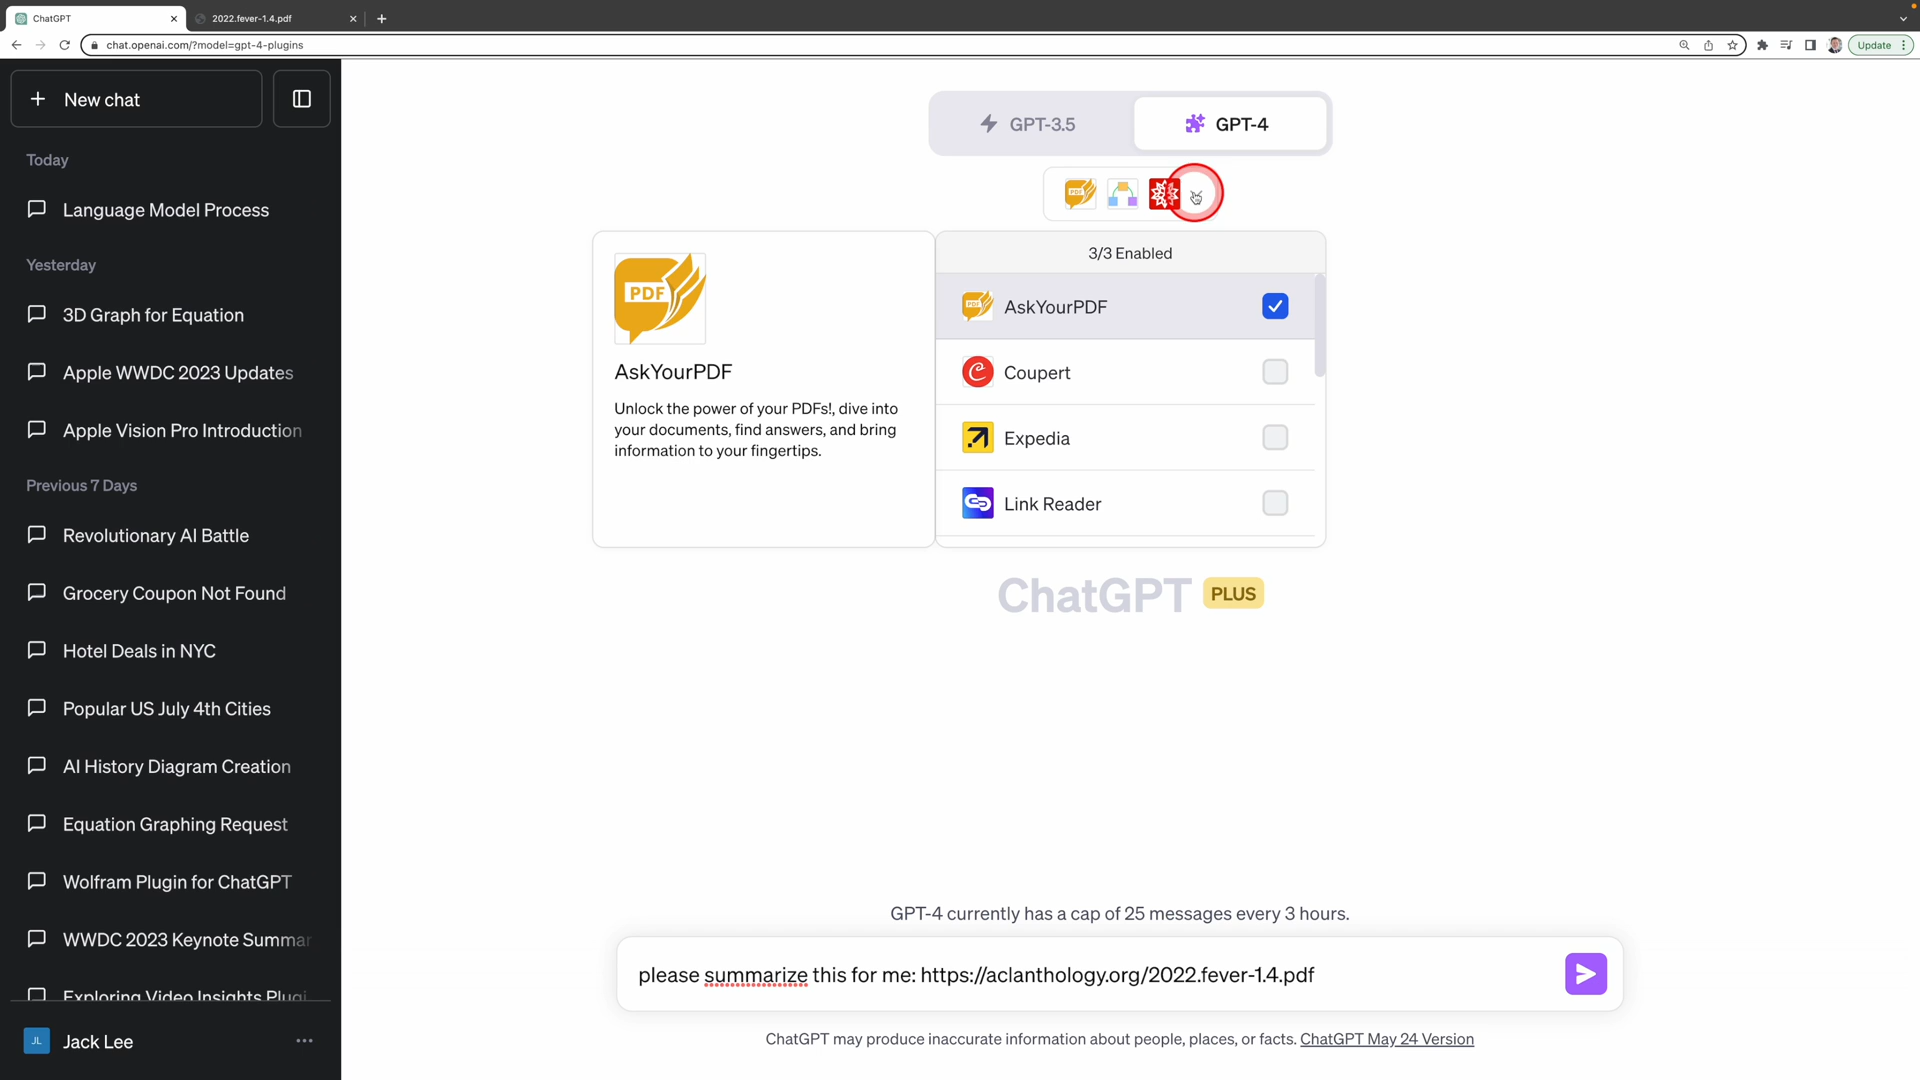 ChatGPT
2022.fever-1.4.pdf
chat.openai.com/?model=gpt-4-plugins
Update
New chat
Today
Language Model Process
Yesterday
3D Graph for Equation
Apple WWDC 2023 Updates
Apple Vision Pro Introduction
Previous 7 Days
Revolutionary AI Battle
Grocery Coupon Not Found
Hotel Deals in NYC
Popular US July 4th Cities
AI History Diagram Creation
Equation Graphing Request
Wolfram Plugin for ChatGPT
WWDC 2023 Keynote Summar
Exploring Video Insights Plugi
JL
Jack Lee
GPT-3.5
GPT-4
PDF
3/3 Enabled
PDF
AskYourPDF
Unlock the power of your PDFs!, dive into
your documents, find answers, and bring
information to your fingertips.
PDF
AskYourPDF
Coupert
Expedia
Link Reader
ChatGPT PLUS
GPT-4 currently has a cap of 25 messages every 3 hours.
please summarize this for me: https://aclanthology.org/2022.fever-1.4.pdf
ChatGPT may produce inaccurate information about people, places, or facts. ChatGPT May 24 Version